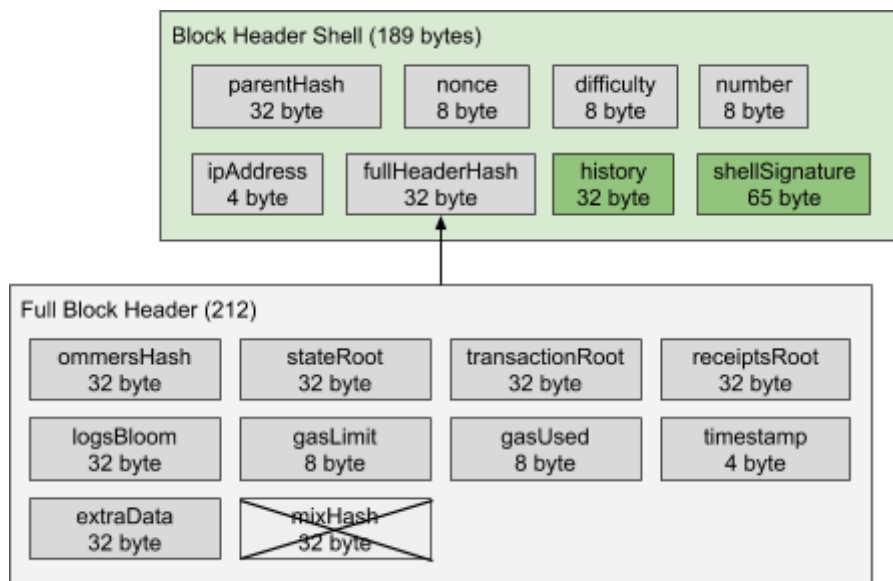 Block Header Shell (189 bytes)
parentHash
32 byte
nonce
8 byte
difficulty
8 byte
number
8 byte
ipAddress
4 byte
fullHeaderHash
32 byte
history
32 byte
shellSignature
65 byte
Full Block Header (212)
ommersHash
32 byte
stateRoot
32 byte
transactionRoot
32 byte
receiptsRoot
32 byte
logsBloom
32 byte
gasLimit
8 byte
gasUsed
8 byte
timestamp
4 byte
extraData
32 byte
mixHash
32 byte